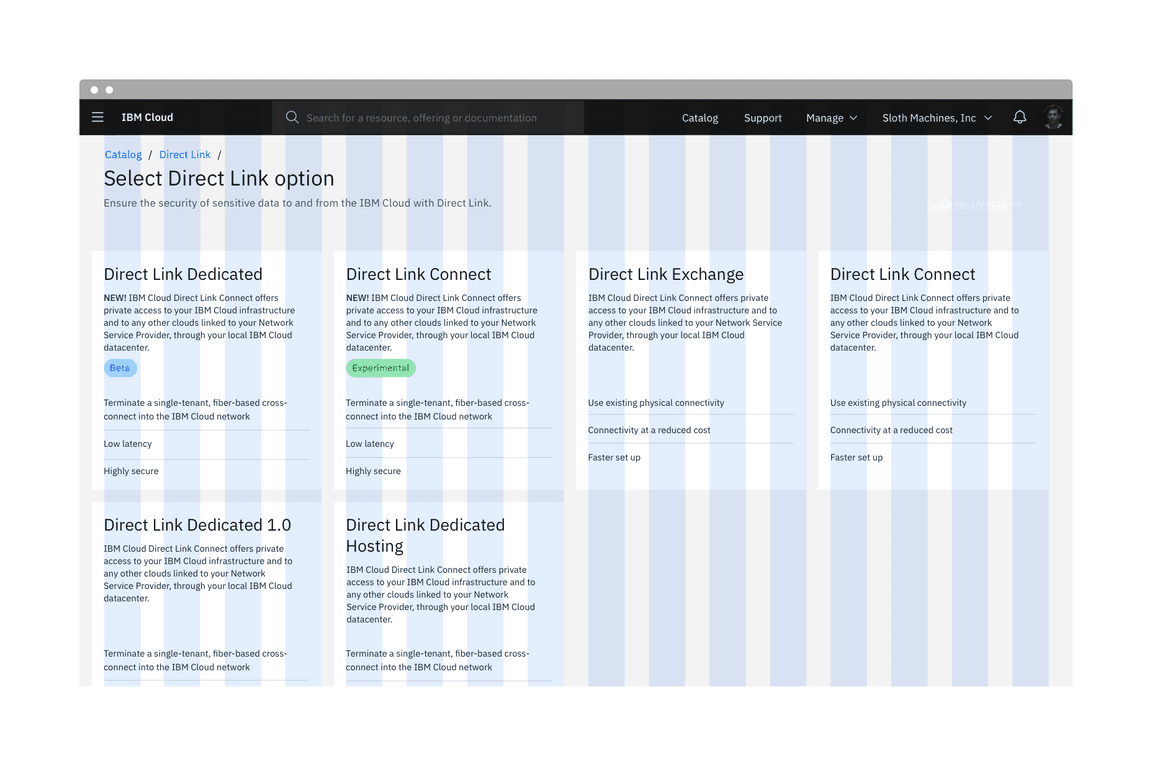 IBM Cloud
Search for a resource, offering or documentation
Catalog
Support
Manage
Sloth Machines, Inc
Catalog / Direct Link /
Select Direct Link option
Ensure the security of sensitive data to and from the IBM Cloud with Direct Link.
Direct Link Dedicated
NEW! IBM Cloud Direct Link Connect offers
private access to your IBM Cloud infrastructure
and to any other clouds linked to your Network
Service Provider, through your local IBM Cloud
datacenter.
Beta
Terminate a single-tenant, fiber-based cross-
connect into the IBM Cloud network
Low latency
Highly secure
Direct Link Connect
NEW! IBM Cloud Direct Link Connect offers
private access to your IBM Cloud infrastructure
and to any other clouds linked to your Network
Service Provider, through your local IBM Cloud
datacenter.
Experimental
Terminate a single-tenant, fiber-based cross-
connect into the IBM Cloud network
Low latency
Highly secure
Direct Link Exchange
IBM Cloud Direct Link Connect offers private
access to your IBM Cloud infrastructure and to
any other clouds linked to your Network Service
Provider, through your local IBM Cloud
datacenter.
Use existing physical connectivity
Connectivity at a reduced cost
Faster set up
Direct Link Connect
IBM Cloud Direct Link Connect offers private
access to your IBM Cloud infrastructure and to
any other clouds linked to your Network
Service Provider, through your local IBM Cloud
datacenter.
Use existing physical connectivity
Connectivity at a reduced cost
Faster set up
Direct Link Dedicated 1.0
IBM Cloud Direct Link Connect offers private
access to your IBM Cloud infrastructure and to
any other clouds linked to your Network
Service Provider, through your local IBM Cloud
datacenter.
Terminate a single-tenant, fiber-based cross-
connect into the IBM Cloud network
Direct Link Dedicated
Hosting
IBM Cloud Direct Link Connect offers private
access to your IBM Cloud infrastructure and to
any other clouds linked to your Network
Service Provider, through your local IBM Cloud
datacenter.
Terminate a single-tenant, fiber-based cross-
connect into the IBM Cloud network